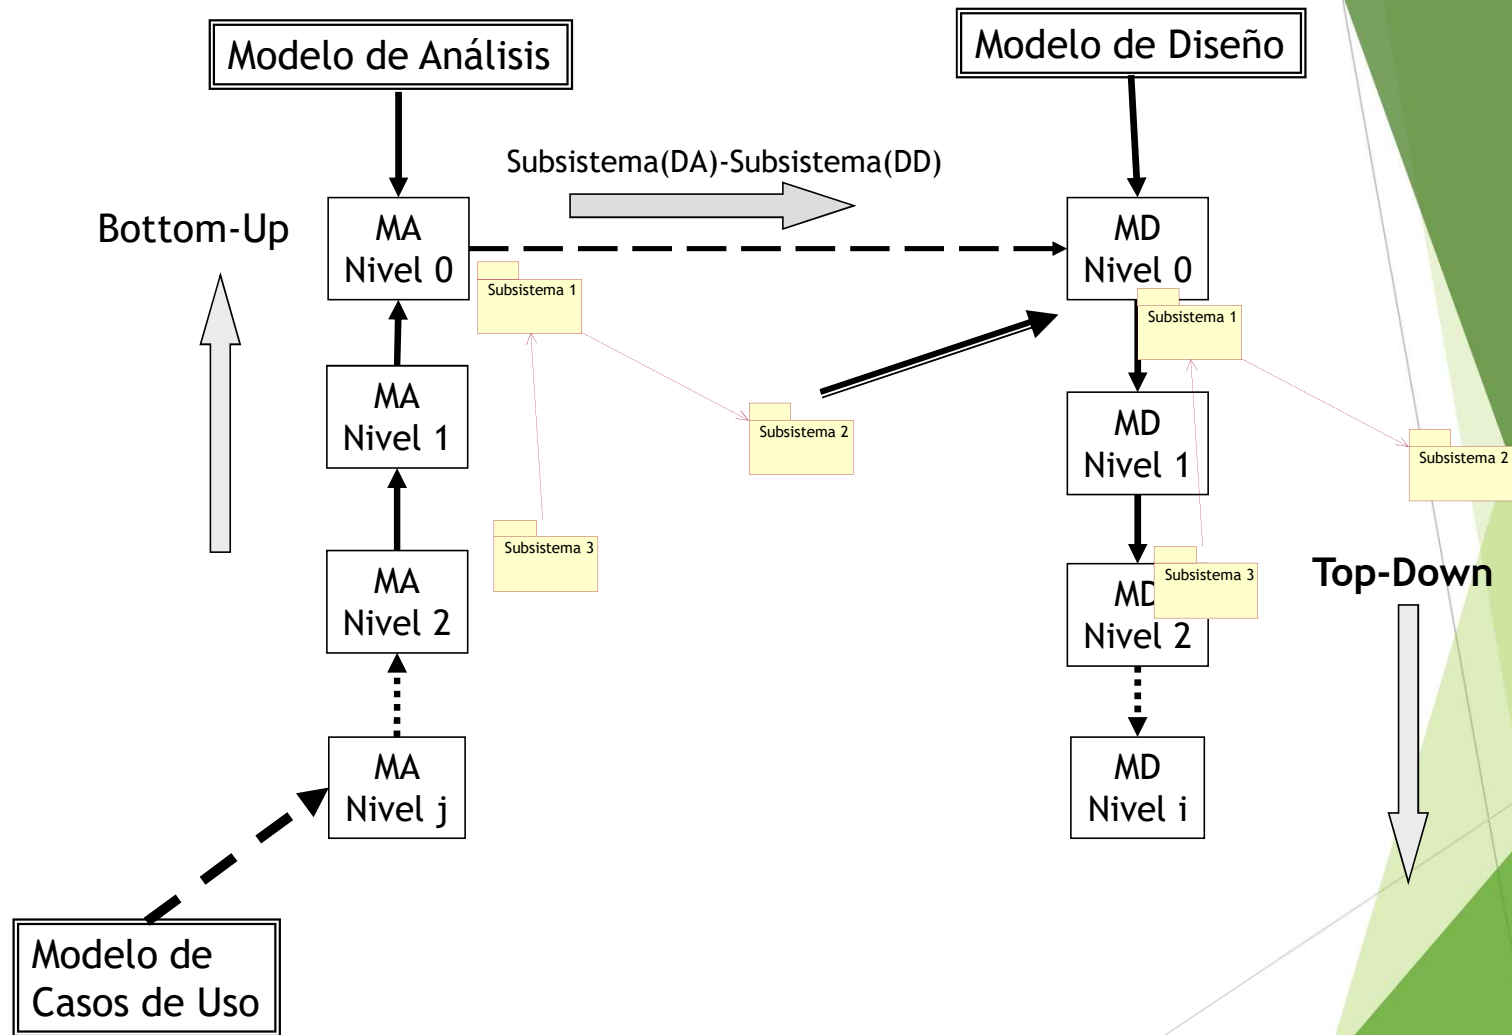 Modelo de Análisis
Modelo de Diseño
Subsistema(DA)-Subsistema(DD)
Bottom-Up
MA
Nivel 0
MD
Nivel 0
Subsistema 1
Subsistema 1
MA
Nivel 1
Subsistema 2
MD
Nivel 1
Subsistema 2
Subsistema 3
MA
Nivel 2
MD
Nivel 2
Subsistema 3
Top-Down
MA
Nivel j
MD
Nivel i
Modelo de
Casos de Uso